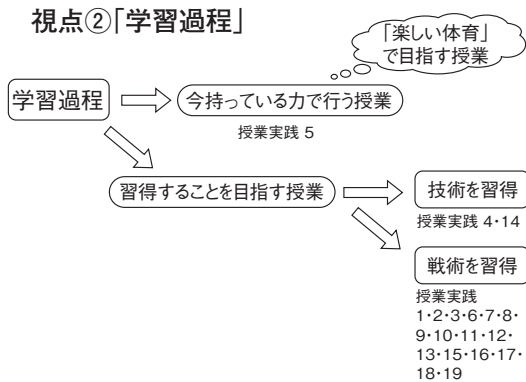 視点②「学習過程」
「楽しい体育」
で目指す授業
学習過程
今持っている力で行う授業
授業実践 5
習得することを目指す授業
技術を習得
授業実践 4・14
戦術を習得
授業実践
1・2・3・6・7・8・
9・10・11・12・
13・15・16・17・
18・19